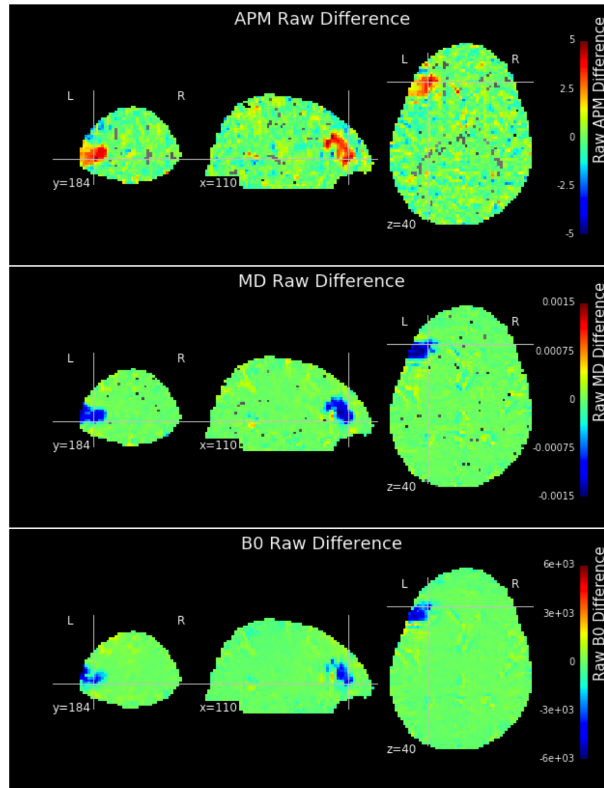 APM Raw Difference
L
R
L
R
y=184
x=110
z=40
5
2.5
0
-2.5
-5
Raw APM Difference
MD Raw Difference
L
R
L
R
y=184
x=110
z=40
0.0015
0.00075
0
-0.00075
-0.0015
Raw MD Difference
B0 Raw Difference
L
R
L
R
y=184
x=110
z=40
6e+03
3e+03
0
-3e+03
-6e+03
Raw B0 Difference